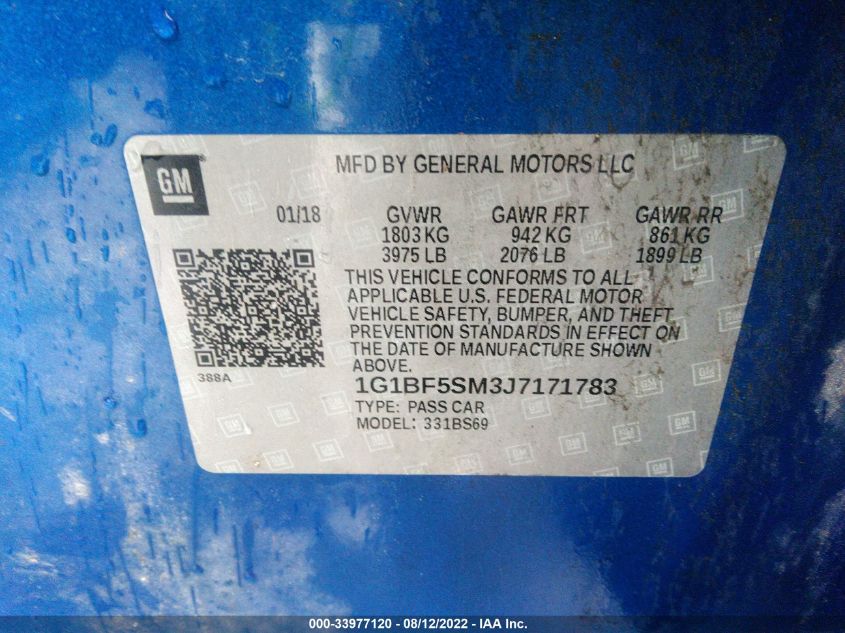 GM
MFD BY GENERAL MOTORS LLC
01/18 GVWR GAWR FRT GAWR RR
1803 KG 942 KG 861 KG
3975 LB 2076 LB 1899 LB
THIS VEHICLE CONFORMS TO ALL
APPLICABLE U.S. FEDERAL MOTOR
VEHICLE SAFETY, BUMPER, AND THEFT
PREVENTION STANDARDS IN EFFECT ON
THE DATE OF MANUFACTURE SHOWN
ABOVE.
388A
1G1BF5SM3J7171783
TYPE: PASS CAR
MODEL: 331BS69
000-33977120 - 08/12/2022 - IAA Inc.